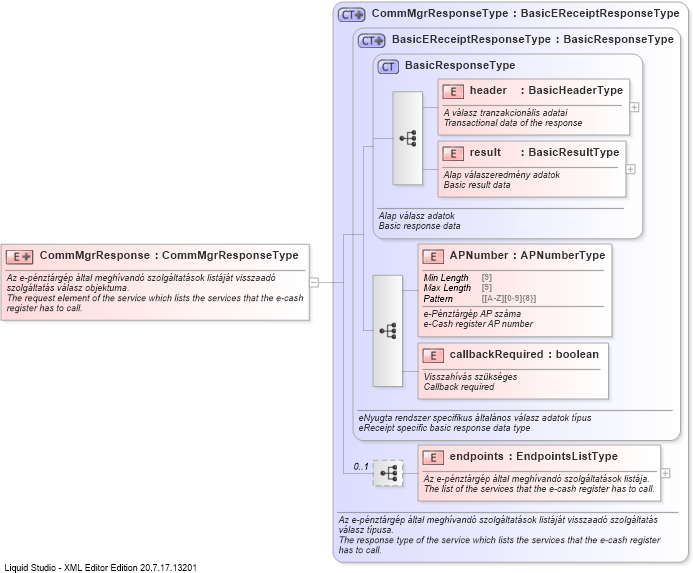 CT CommMgrResponseType : BasicEReceiptResponseType
CT BasicEReceiptResponseType : BasicResponseType
CT BasicResponseType
E header : BasicHeaderType
A válasz tranzakcionális adatai
Transactional data of the response
E result : BasicResultType
Alap válaszeredmény adatok
Basic result data
Alap válasz adatok
Basic response data
E CommMgrResponse : CommMgrResponseType
Az e-pénztárgép által meghívandó szolgáltatások listáját visszaadó
szolgáltatás válasz objektuma.
The request element of the service which lists the services that the e-cash
register has to call.
E APNumber : APNumberType
Min Length [9]
Max Length [9]
Pattern [[A-Z][0-9]{8}]
e-Pénztárgép AP száma
e-Cash register AP number
E callbackRequired : boolean
Visszahívás szükséges
Callback required
eNyugta rendszer specifikus általános válasz adatok típus
eReceipt specific basic response data type
0..1
E endpoints : EndpointsListType
Az e-pénztárgép által meghívandó szolgáltatások listája.
The list of the services that the e-cash register has to call.
Az e-pénztárgép által meghívandó szolgáltatások listáját visszaadó szolgáltatás
válasz típusa.
The response type of the service which lists the services that the e-cash register
has to call.
Liquid Studio - XML Editor Edition 20.7.17.13201